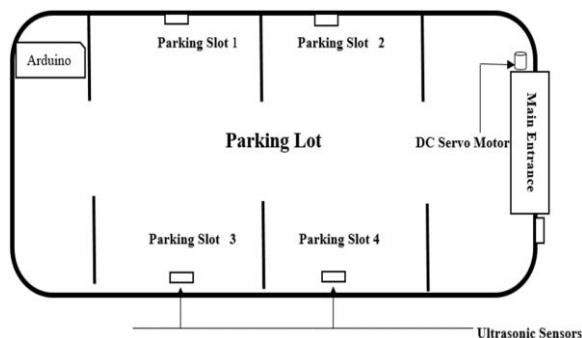 Parking Slot 1
Parking Slot 2
Arduino
Parking Lot
DC Servo Motor
Main Entrance
Parking Slot 3
Parking Slot 4
Ultrasonic Sensors